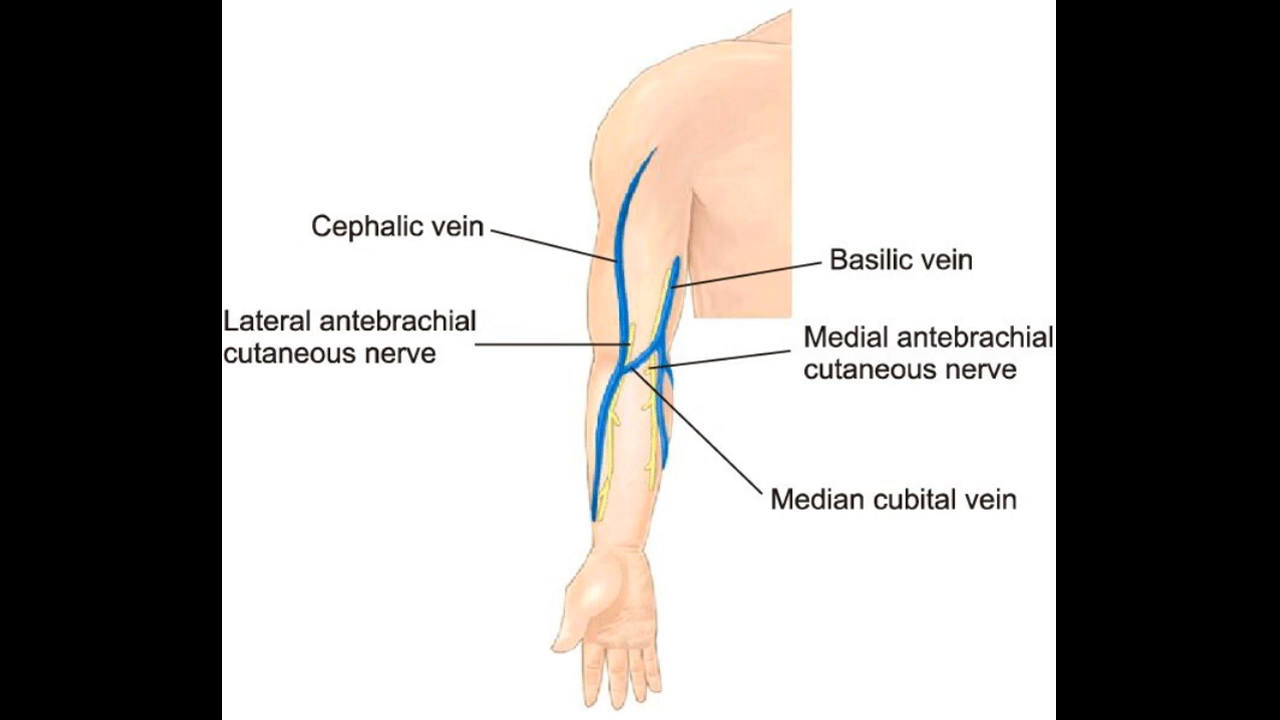 Cephalic vein
Basilic vein
Lateral antebrachial
cutaneous nerve
Medial antebrachial
cutaneous nerve
Median cubital vein